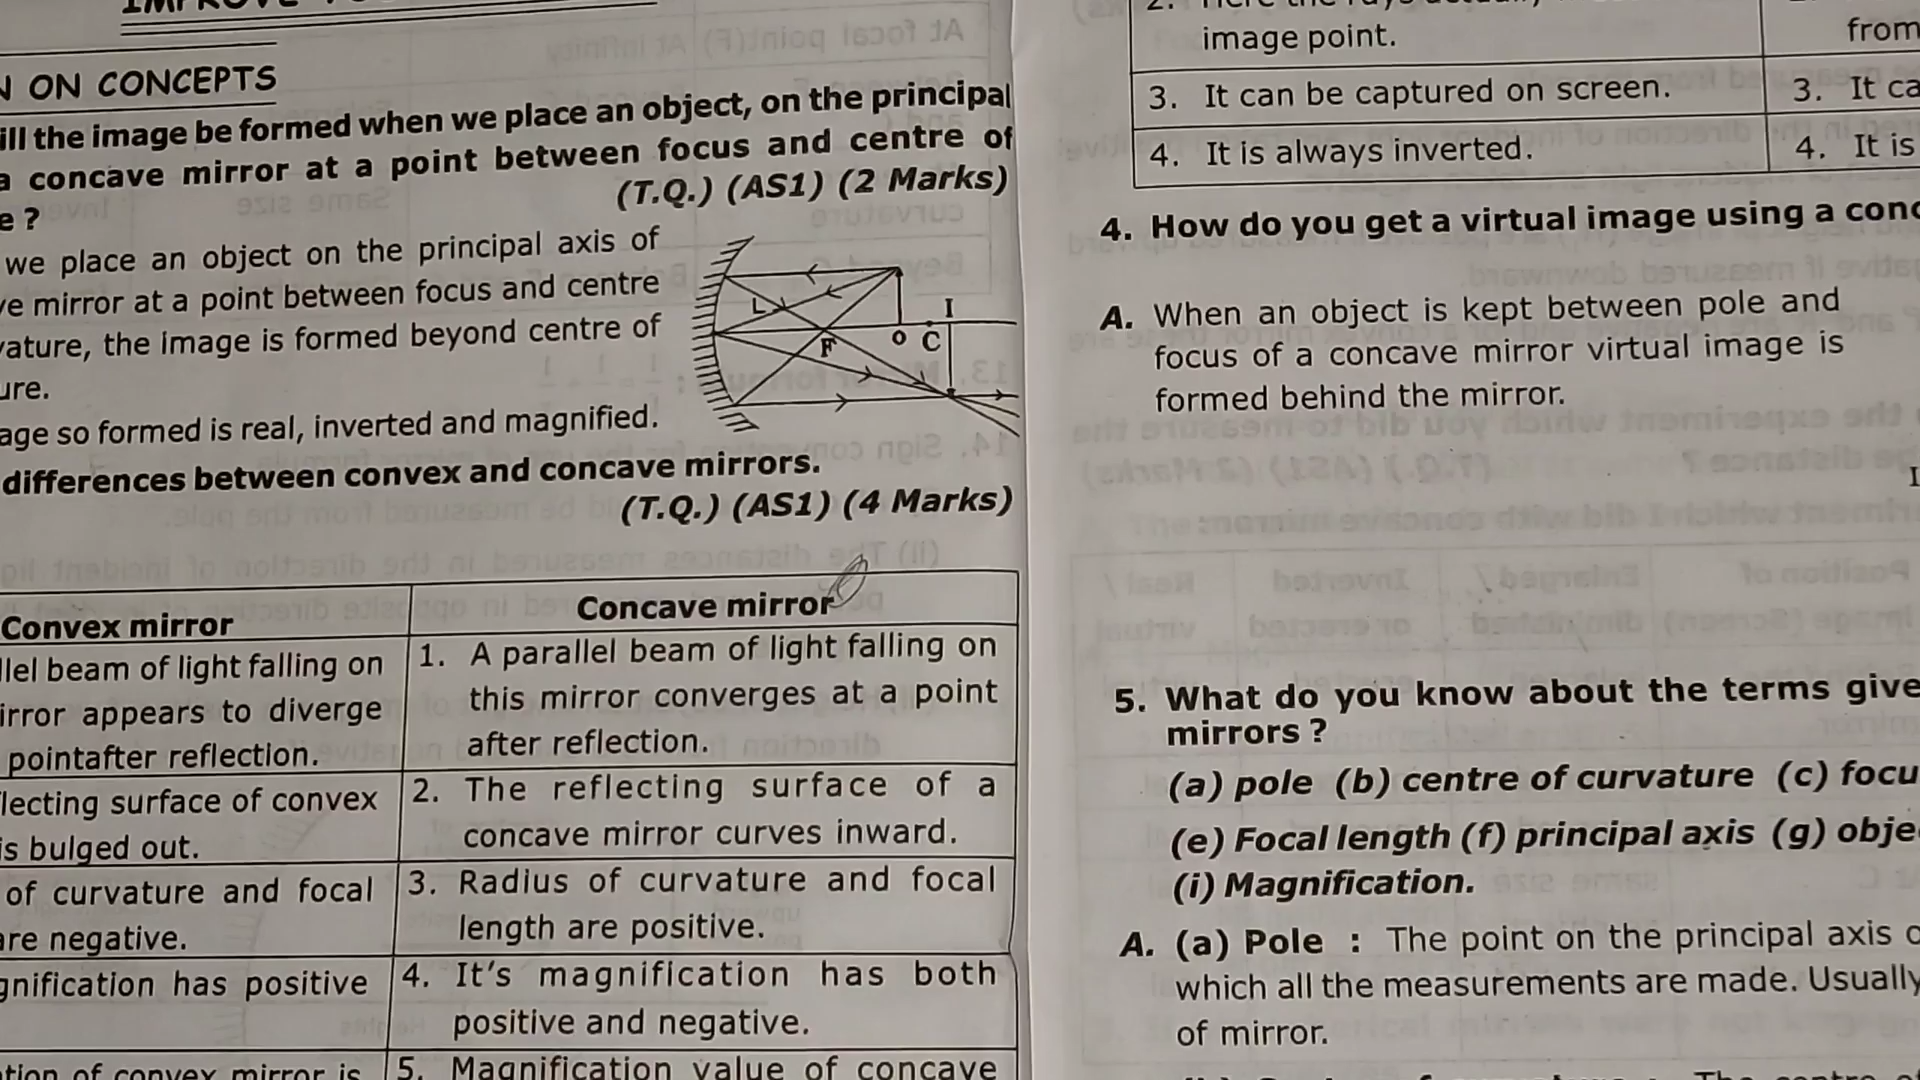 ON CONCEPTS
ill the image be formed when we place an object, on the principal
a concave mirror at a point between focus and centre of
e ?
(T.Q.) (AS1) (2 Marks)
we place an object on the principal axis of
ve mirror at a point between focus and centre
vature, the image is formed beyond centre of
ure.
age so formed is real, inverted and magnified.
L
F
O
C
I
differences between convex and concave mirrors.
(T.Q.) (AS1) (4 Marks)
Convex mirror
llel beam of light falling on
irror appears to diverge
pointafter reflection.
lecting surface of convex
is bulged out.
of curvature and focal
are negative.
gnification has positive
tion of convex mirror is
Concave mirror
1. A parallel beam of light falling on
this mirror converges at a point
after reflection.
2. The reflecting surface of a
concave mirror curves inward.
3. Radius of curvature and focal
length are positive.
4. It's magnification has both
positive and negative.
5. Magnification value of concave
image point.
from
3. It can be captured on screen.
3. It ca
4. It is always inverted.
4. It is
4. How do you get a virtual image using a conc
A. When an object is kept between pole and
focus of a concave mirror virtual image is
formed behind the mirror.
I
5. What do you know about the terms give
mirrors ?
(a) pole (b) centre of curvature (c) focu
(e) Focal length (f) principal axis (g) obje
(i) Magnification.
A. (a) Pole : The point on the principal axis o
which all the measurements are made. Usually
of mirror.